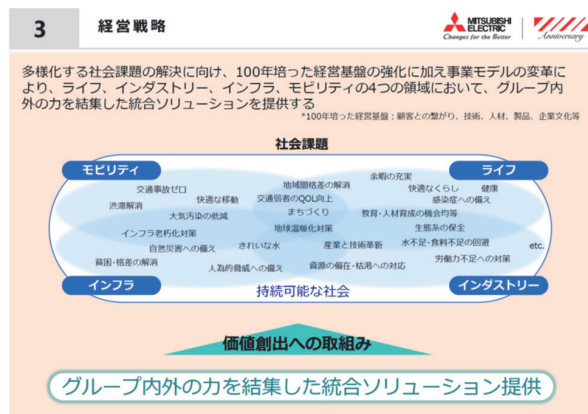 3
経営戦略
MITSUBISHI
ELECTRIC
Changes for the Better
Anniversary
多様化する社会課題の解決に向け、100年培った経営基盤の強化に加え事業モデルの変革に
より、ライフ、インダストリー、インフラ、モビリティの4つの領域において、グループ内
外の力を結集した統合ソリューションを提供する
*100年培った経営基盤：顧客との繋がり、技術、人材、製品、企業文化等
社会課題
モビリティ
ライフ
余暇の充実
地域間格差の解消
交通事故ゼロ
快適なくらし
健康
快適な移動
交通弱者のQOL向上
感染症への備え
渋滞解消
まちづくり
大気汚染の低減
教育・人材育成の機会均等
地球温暖化対策
生態系の保全
インフラ老朽化対策
自然災害への備え
きれいな水
産業と技術革新
水不足・食料不足の回避
etc.
貧困・格差の解消
人為的脅威への備え
資源の偏在・枯渇への対応
労働力不足への対策
インフラ
持続可能な社会
インダストリー
価値創出への取組み
グループ内外の力を結集した統合ソリューション提供